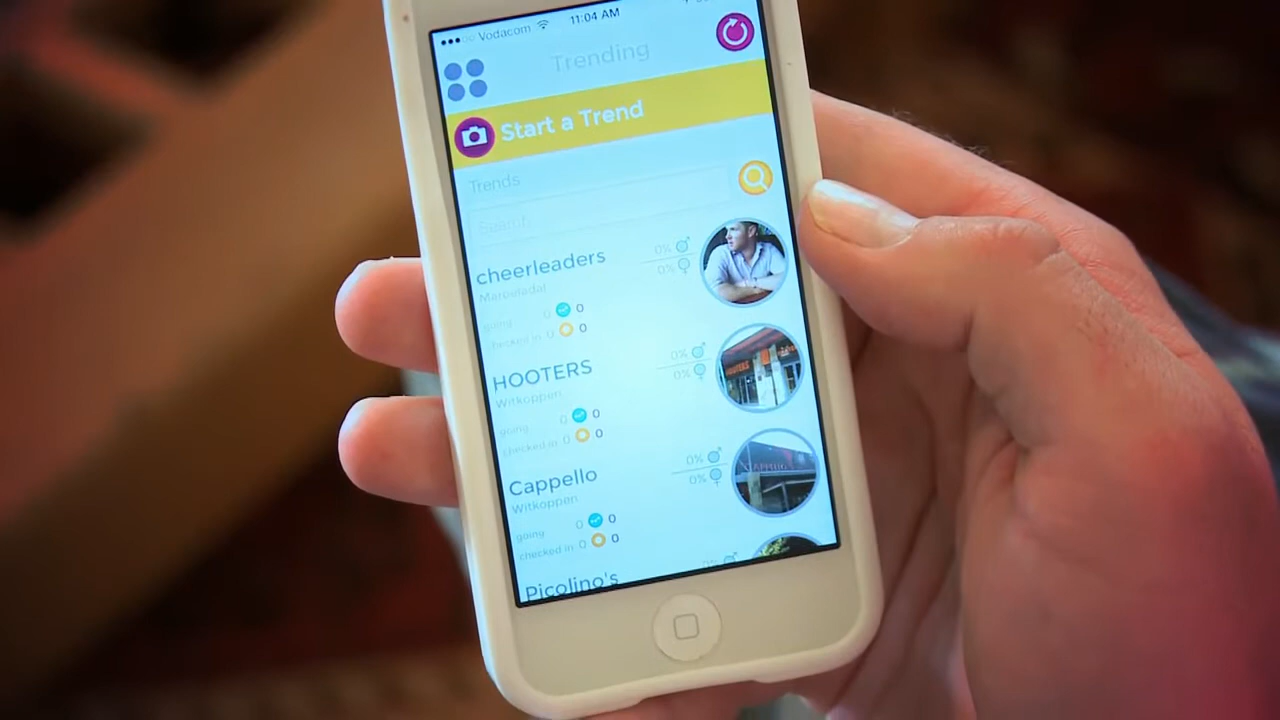 Vodacom 11:04 AM
Trending
Start a Trend
Trends
Search
cheerleaders
0%
0%
going 0 0
checked in 0 0
HOOTERS
Witkoppen
0%
0%
going 0 0
checked in 0 0
Cappello
Witkoppen
0%
0%
going 0 0
checked in 0 0
Picolino's
0%